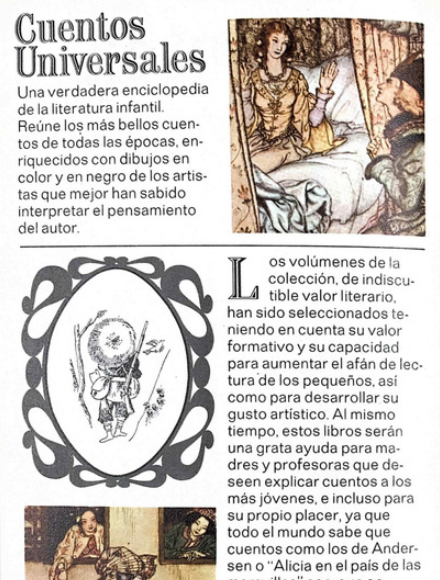 Cuentos
Universales
Una verdadera enciclopedia
de la literatura infantil.
Reúne los más bellos cuen-
tos de todas las épocas, en-
riquecidos con dibujos en
color y en negro de los artis-
tas que mejor han sabido
interpretar el pensamiento
del autor.
Los volúmenes de la
colección, de indiscu-
tible valor literario,
han sido seleccionados te-
niendo en cuenta su valor
formativo y su capacidad
para aumentar el afán de lec-
tura de los pequeños, así
como para desarrollar su
gusto artístico. Al mismo
tiempo, estos libros serán
una grata ayuda para ma-
dres y profesoras que de-
seen explicar cuentos a los
más jóvenes, e incluso para
su propio placer, ya que
todo el mundo sabe que
cuentos como los de Ander-
sen o "Alicia en el país de las